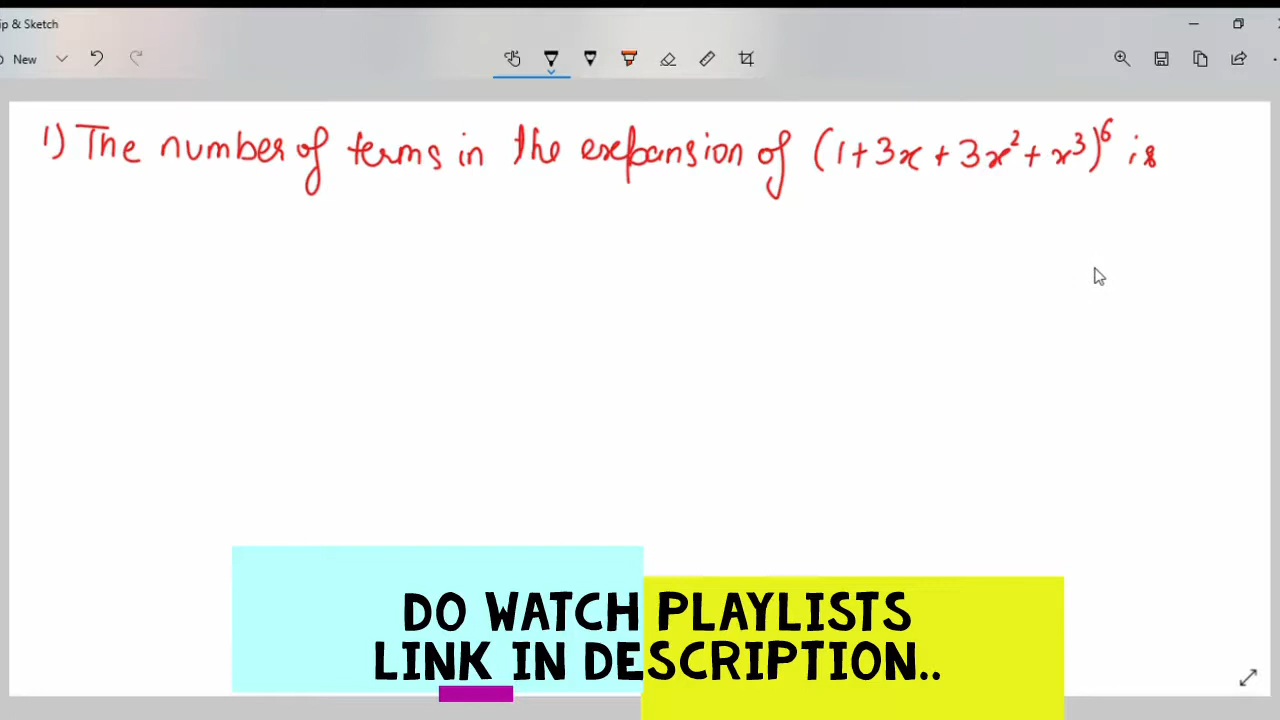 ip & Sketch
New
1) The number of terms in the expansion of (1+3x+3x²+x³)⁶ is
DO WATCH PLAYLISTS
LINK IN DESCRIPTION..